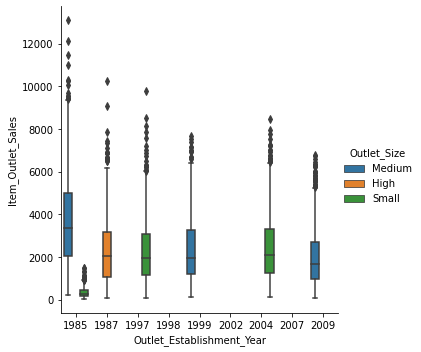 12000
10000
8000
6000
4000
2000
0
Item_Outlet_Sales
1985 1987 1997 1998 1999 2002 2004 2007 2009
Outlet_Establishment_Year
Outlet_Size
Medium
High
Small